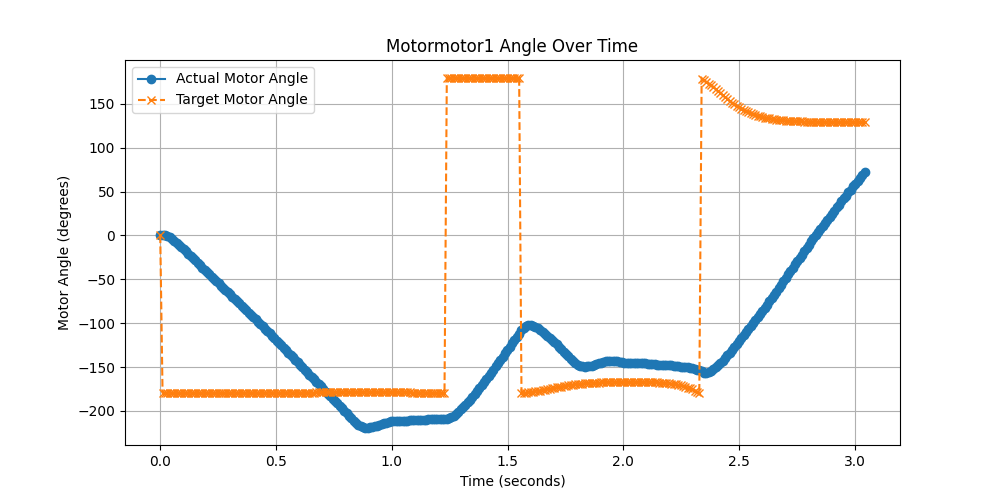 Motormotor1 Angle Over Time
Actual Motor Angle
Target Motor Angle
Motor Angle (degrees)
150
100
50
0
−50
−100
−150
−200
0.0 0.5 1.0 1.5 2.0 2.5 3.0
Time (seconds)